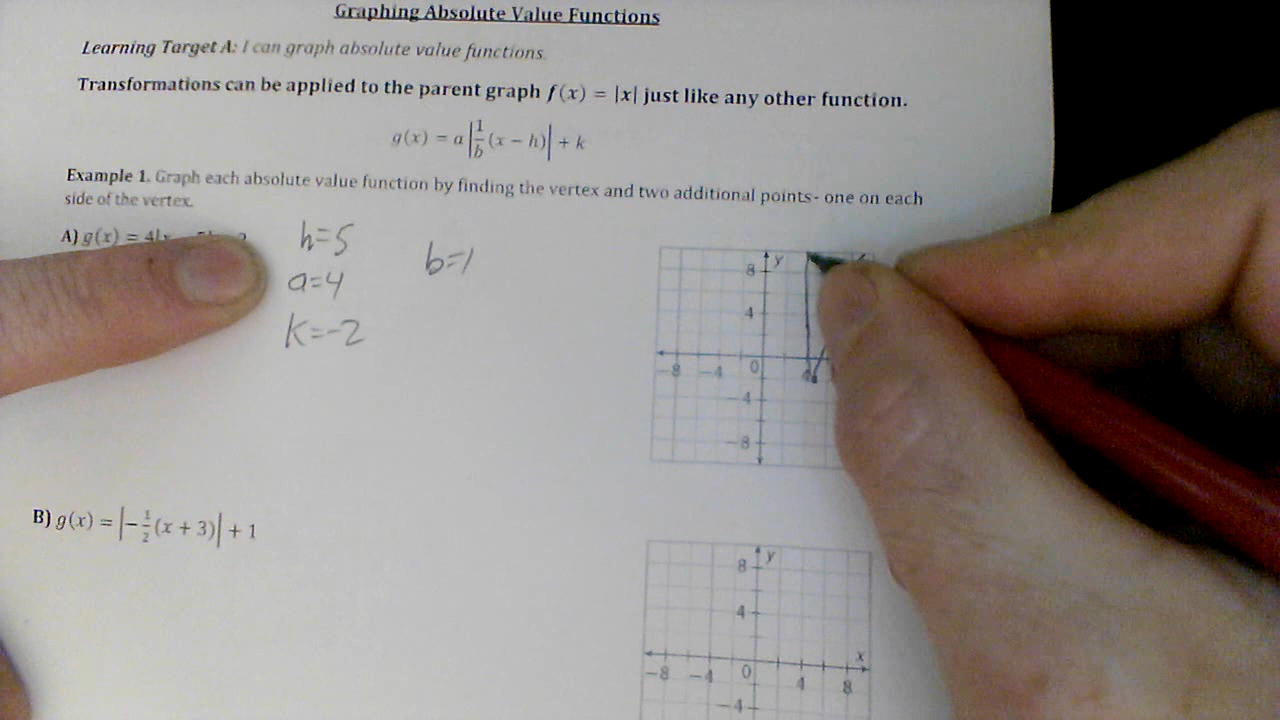 Graphing Absolute Value Functions
Learning Target A: I can graph absolute value functions.
Transformations can be applied to the parent graph f(x) = |x| just like any other function.
g(x) = a |1/b (x − h)| + k
Example 1. Graph each absolute value function by finding the vertex and two additional points- one on each
side of the vertex.
A) g(x) = 4|x
h=5
b=1
a=4
k=-2
y
8
4
−8 −4 0
−4
−8
B) g(x) = |−1/2 (x + 3)| + 1
y
8
4
x
−8 −4 0 4 8
−4